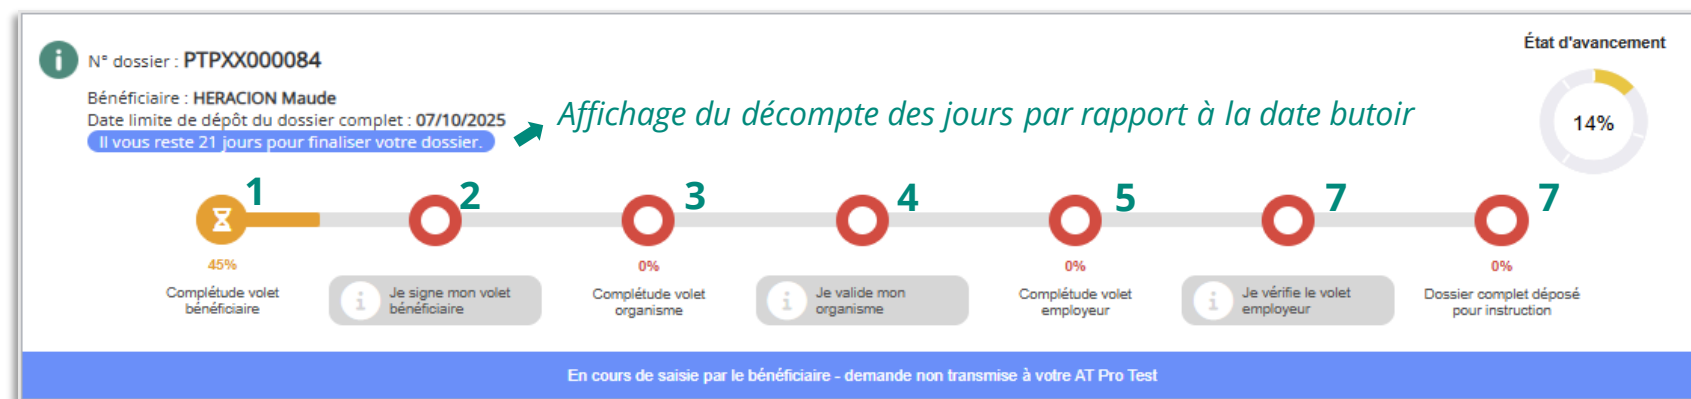 État d'avancement
N° dossier : PTPXX000084
Bénéficiaire : HERACION Maude
Date limite de dépôt du dossier complet : 07/10/2025
Il vous reste 21 jours pour finaliser votre dossier.
Affichage du décompte des jours par rapport à la date butoir
14%
1 2 3 4 5 7 7
45% 0% 0% 0%
Complétude volet
bénéficiaire
Je signe mon volet
bénéficiaire
Complétude volet
organisme
Je valide mon
organisme
Complétude volet
employeur
Je vérifie le volet
employeur
Dossier complet déposé
pour instruction
En cours de saisie par le bénéficiaire - demande non transmise à votre AT Pro Test